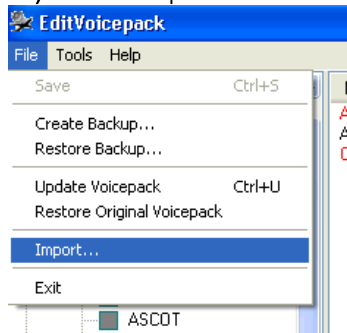 EditVoicepack
File Tools Help
Save Ctrl+S
Create Backup...
Restore Backup...
Update Voicepack Ctrl+U
Restore Original Voicepack
Import...
Exit
ASCOT